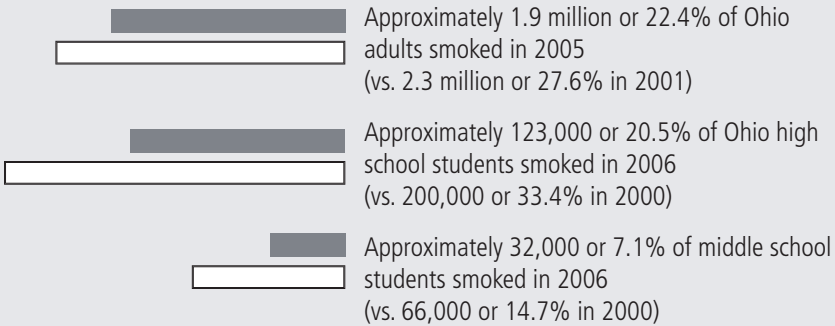 Approximately 1.9 million or 22.4% of Ohio
adults smoked in 2005
(vs. 2.3 million or 27.6% in 2001)
Approximately 123,000 or 20.5% of Ohio high
school students smoked in 2006
(vs. 200,000 or 33.4% in 2000)
Approximately 32,000 or 7.1% of middle school
students smoked in 2006
(vs. 66,000 or 14.7% in 2000)